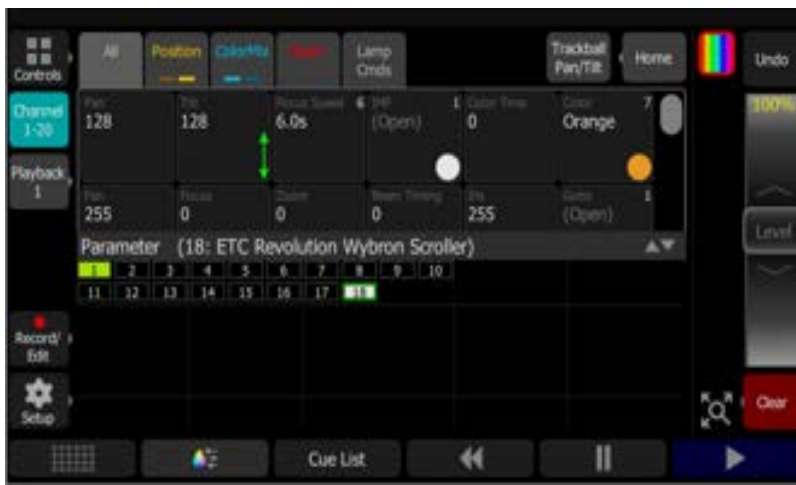 Controls
All
Position
ColorMix
Beam
Lamp
Cmds
Trackball
Pan/Tilt
Home
Undo
Channel
1-20
Pan
128
Tilt
128
Focus Speed 6
6.0s
1
(Open)
Color Time
0
Color 7
Orange
100%
Playback
1
Fan
255
Focus
0
Zoom
0
Beam Timing
0
255
1
(Open)
Level
Parameter (18: ETC Revolution Wybron Scroller)
1 2 3 4 5 6 7 8 9 10
11 12 13 14 15 16 17 18
Record/
Edit
Setup
Clear
Cue List